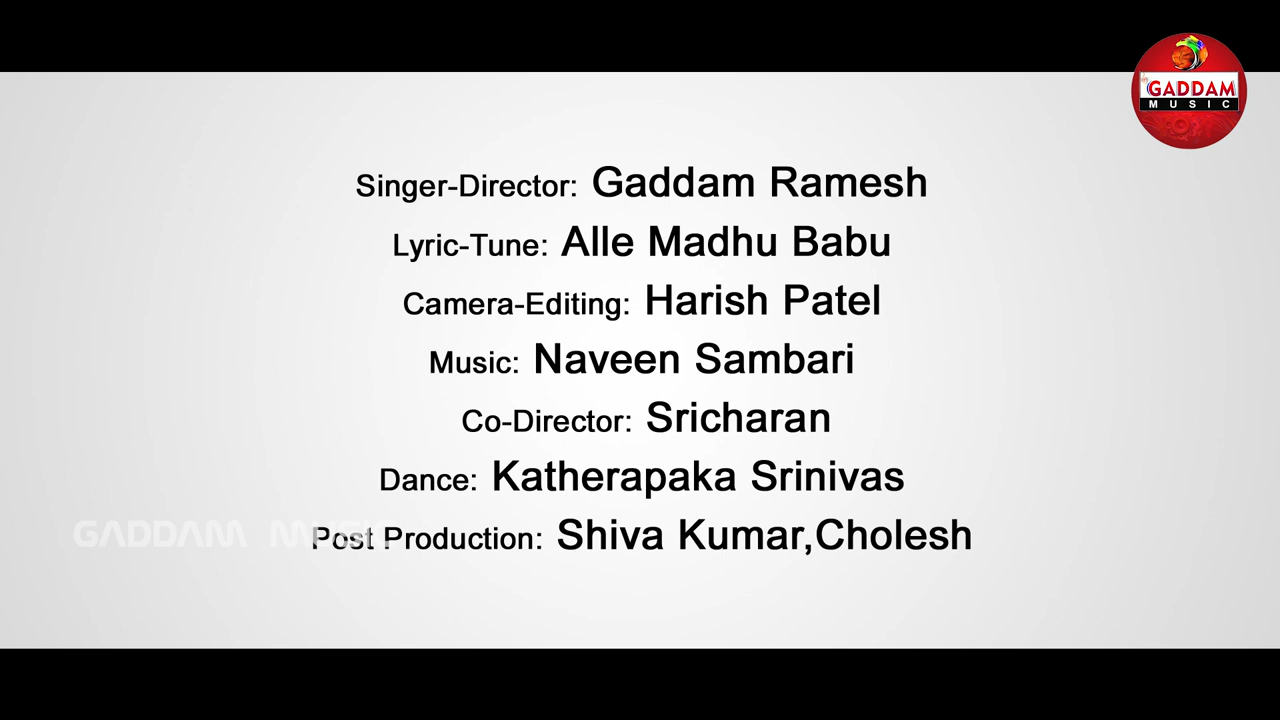 GADDAM
MUSIC
Singer-Director: Gaddam Ramesh
Lyric-Tune: Alle Madhu Babu
Camera-Editing: Harish Patel
Music: Naveen Sambari
Co-Director: Sricharan
Dance: Katherapaka Srinivas
GADDAM MUSIC
Post Production: Shiva Kumar,Cholesh